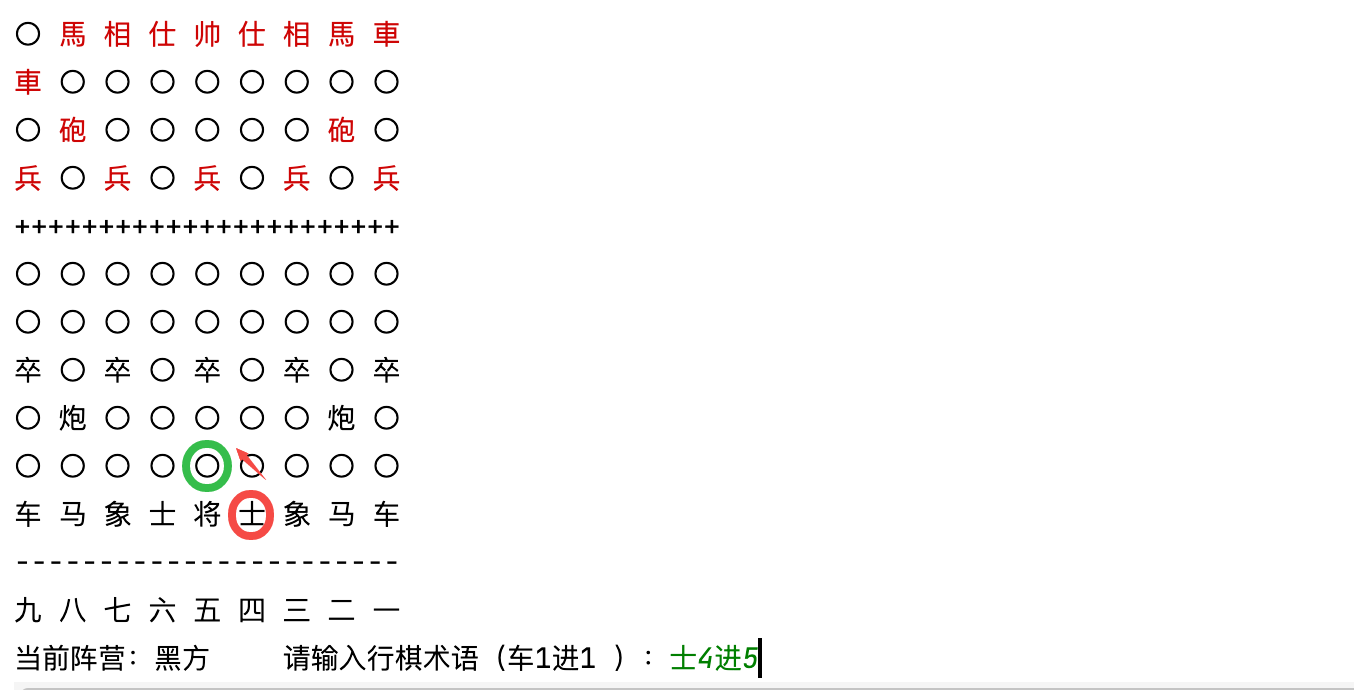 〇 馬 相 仕 帅 仕 相 馬 車
車 〇 〇 〇 〇 〇 〇 〇 〇
〇 砲 〇 〇 〇 〇 〇 砲 〇
兵 〇 兵 〇 兵 〇 兵 〇 兵
+++++++++++++++++++++++
〇 〇 〇 〇 〇 〇 〇 〇 〇
〇 〇 〇 〇 〇 〇 〇 〇 〇
卒 〇 卒 〇 卒 〇 卒 〇 卒
〇 炮 〇 〇 〇 〇 〇 炮 〇
〇 〇 〇 〇 〇 〇 〇 〇 〇
车 马 象 士 将 士 象 马 车
-----------------------
九 八 七 六 五 四 三 二 一
当前阵营：黑方 请输入行棋术语（车1进1 ）：士4进5